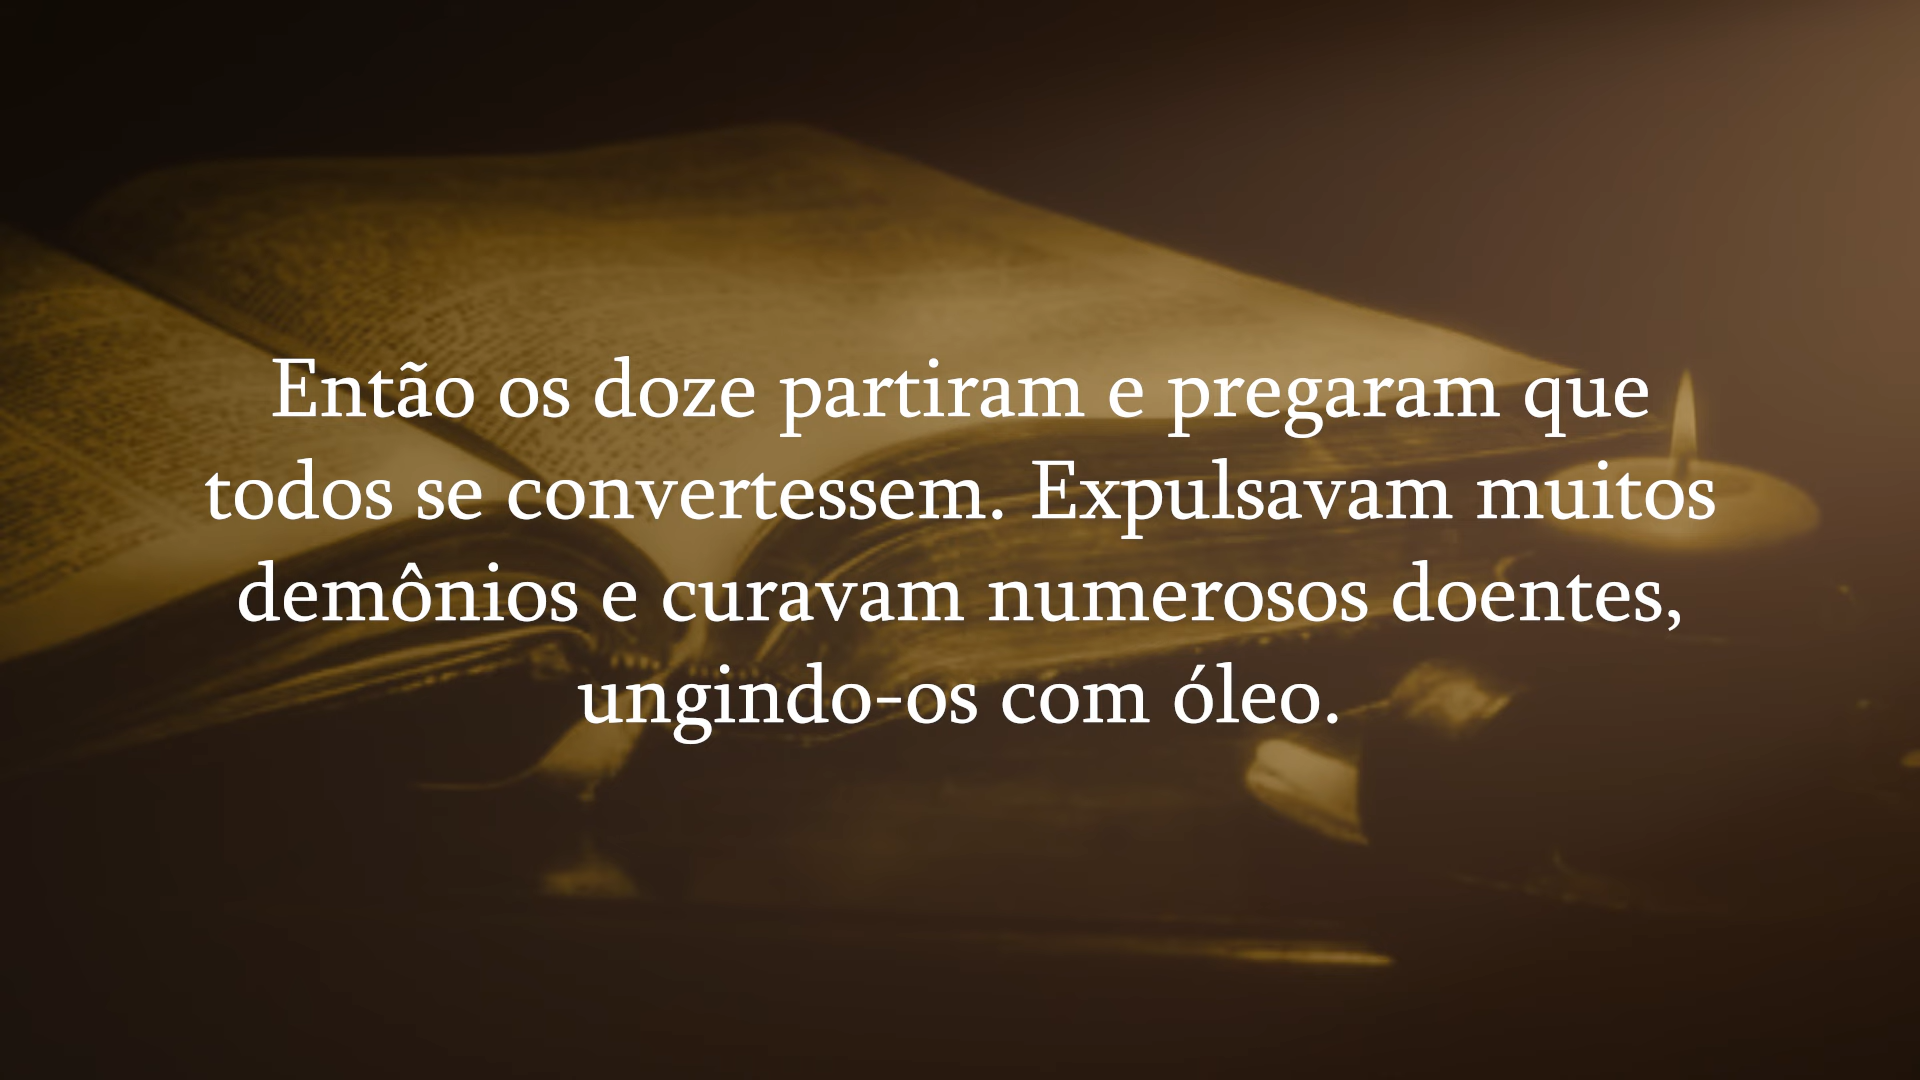 Então os doze partiram e pregaram que
todos se convertessem. Expulsavam muitos
demônios e curavam numerosos doentes,
ungindo-os com óleo.